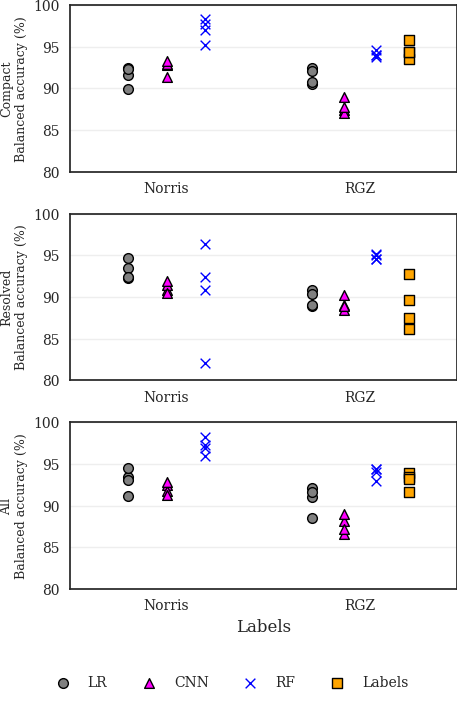 100
95
90
85
80
Compact
Balanced accuracy (%)
Norris RGZ
100
95
90
85
80
Resolved
Balanced accuracy (%)
Norris RGZ
100
95
90
85
80
All
Balanced accuracy (%)
Norris RGZ
Labels
LR CNN RF Labels